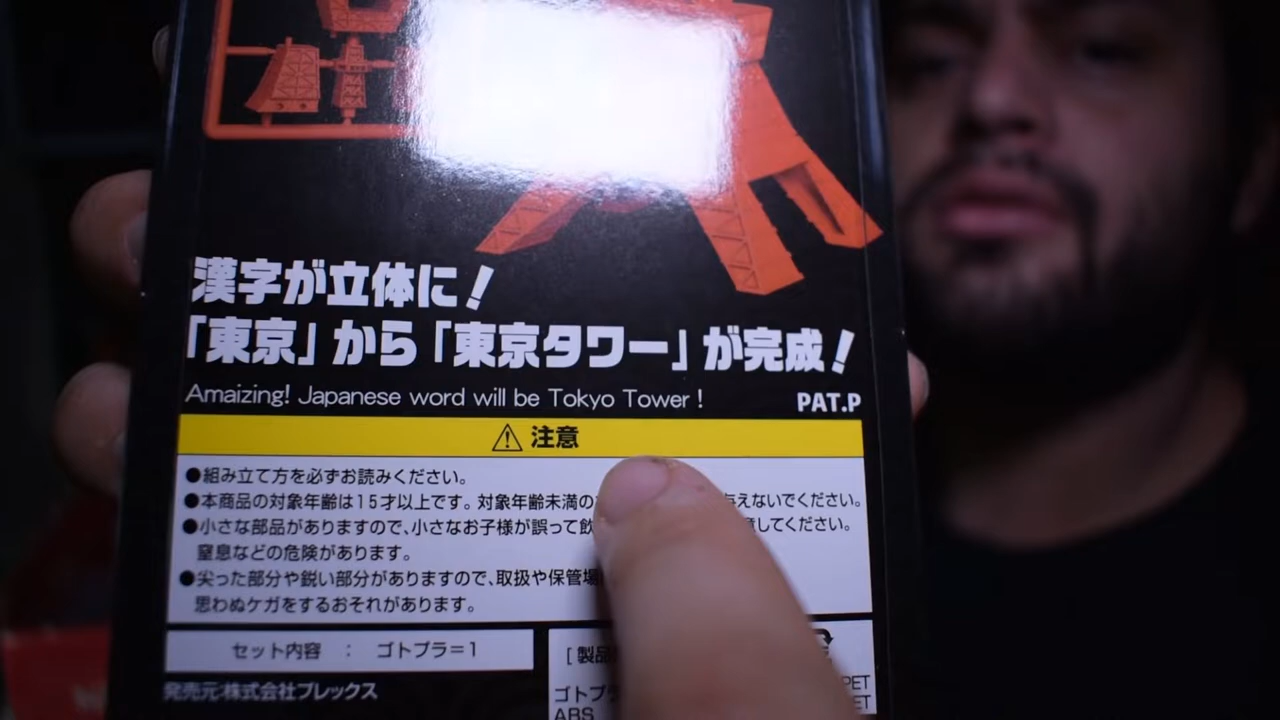 漢字が立体に!
「東京」から「東京タワー」が完成!
Amaizing! Japanese word will be Tokyo Tower !
PAT.P
注意
●組み立て方を必ずお読みください。
●本商品の対象年齢は15才以上です。対象年齢未満の 与えないでください。
●小さな部品がありますので、小さなお子様が誤って飲 意してください。
窒息などの危険があります。
●尖った部分や鋭い部分がありますので、取扱や保管場
思わぬケガをするおそれがあります。
セット内容 : ゴトプラ=1
[製品
発売元:株式会社プレックス
ゴトプラ
ABS
PET